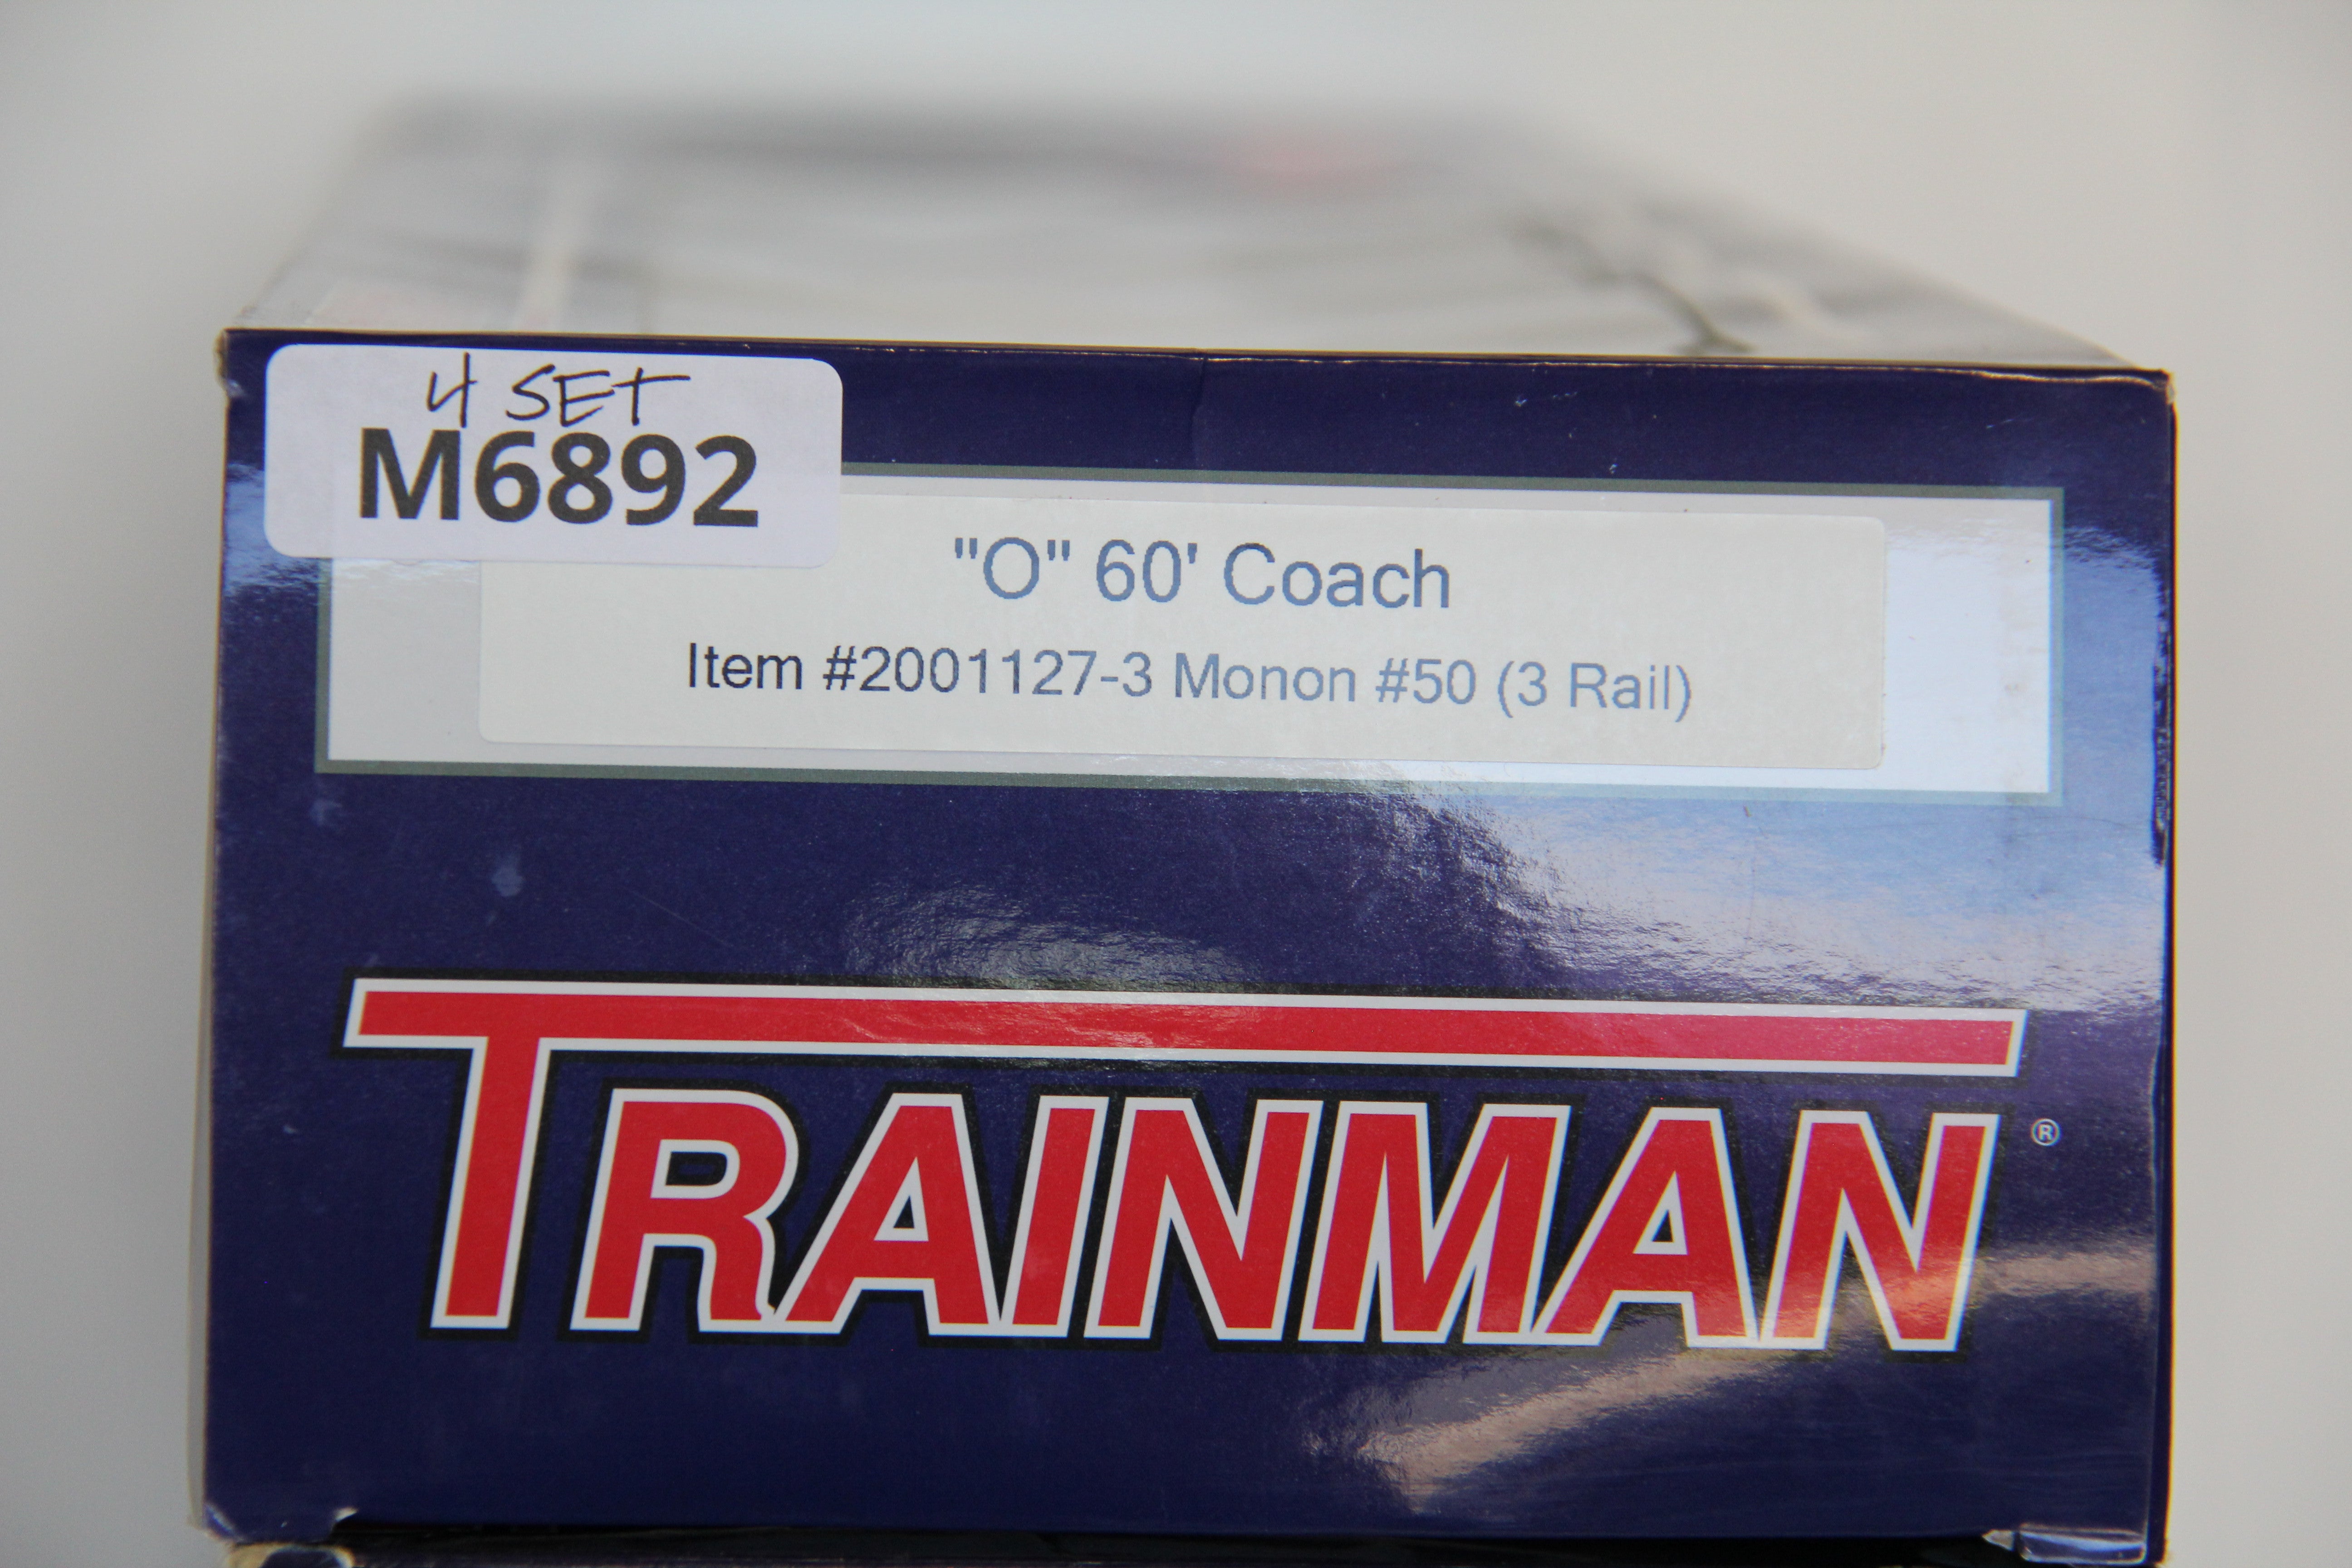 4 SET
M6892
"O" 60' Coach
Item #2001127-3 Monon #50 (3 Rail)
TRAINMAN®